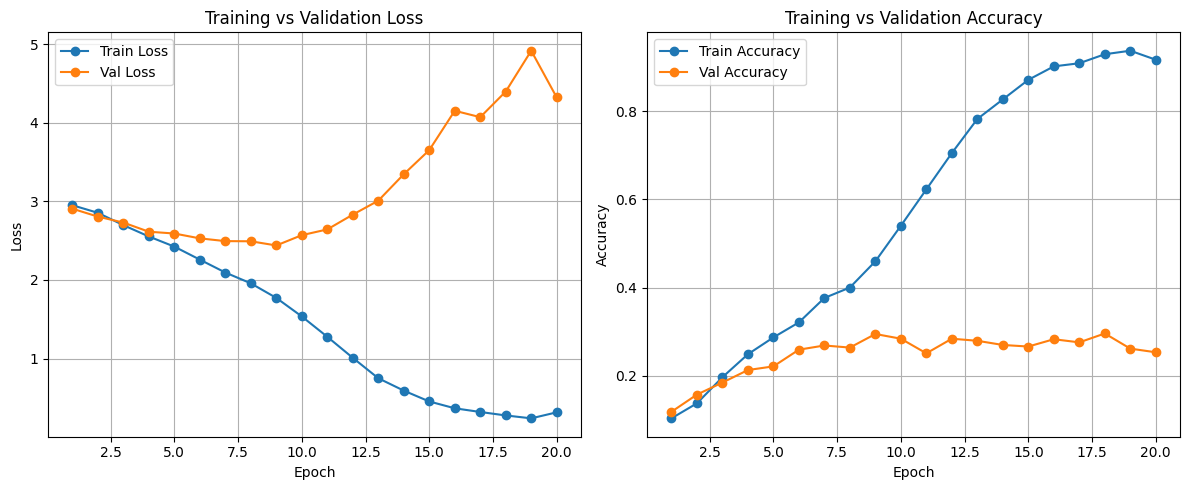 Training vs Validation Loss
Train Loss
Val Loss
5
4
3
2
1
Loss
2.5 5.0 7.5 10.0 12.5 15.0 17.5 20.0
Epoch
Training vs Validation Accuracy
Train Accuracy
Val Accuracy
0.8
0.6
0.4
0.2
Accuracy
2.5 5.0 7.5 10.0 12.5 15.0 17.5 20.0
Epoch